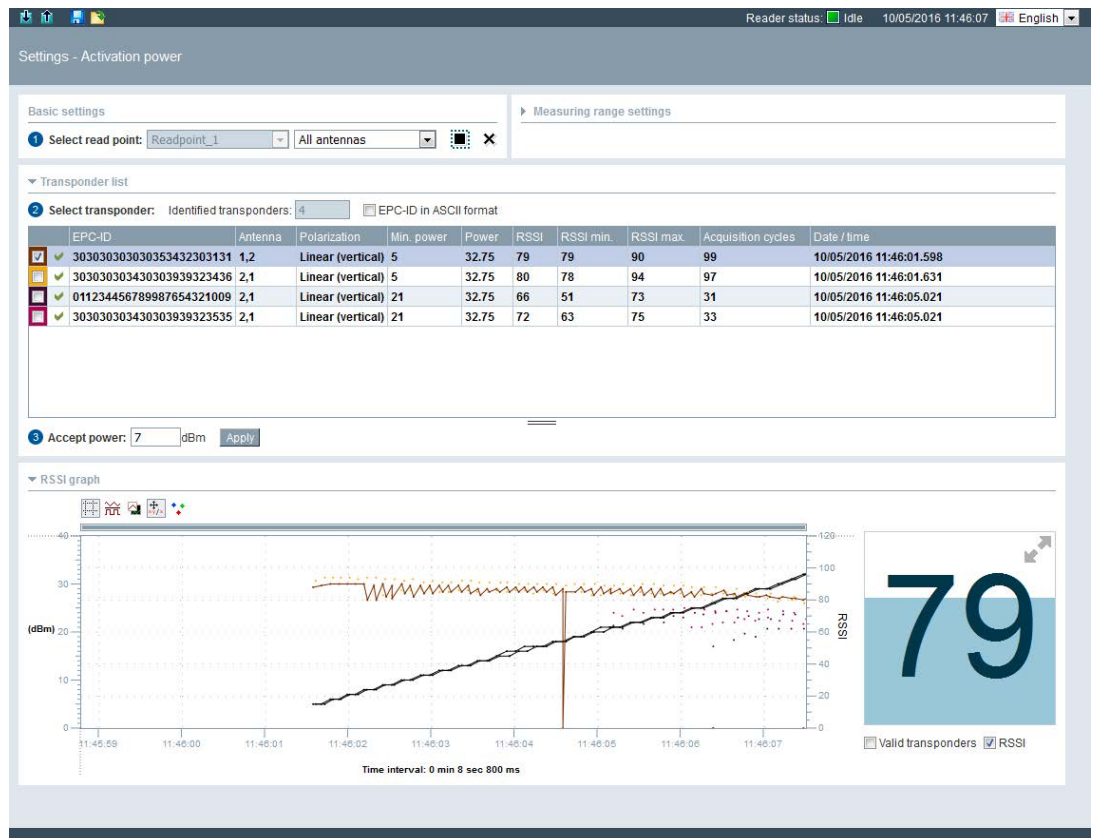 Reader status: Idle 10/05/2016 11:46:07 English
Settings - Activation power
Basic settings
Measuring range settings
1 Select read point: Readpoint_1 All antennas
Transponder list
2 Select transponder: Identified transponders: 4 EPC-ID in ASCII format
EPC-ID Antenna Polarization Min. power Power RSSI RSSI min. RSSI max. Acquisition cycles Date / time
303030303030353432303131 1,2 Linear (vertical) 5 32.75 79 79 90 99 10/05/2016 11:46:01.598
303030303430303939323436 2,1 Linear (vertical) 5 32.75 80 78 94 97 10/05/2016 11:46:01.631
011234456789987654321009 2,1 Linear (vertical) 21 32.75 66 51 73 31 10/05/2016 11:46:05.021
303030303430303939323535 2,1 Linear (vertical) 21 32.75 72 63 75 33 10/05/2016 11:46:05.021
3 Accept power: 7 dBm Apply
RSSI graph
40 120
100
30
80
(dBm) 20 60 RSSI
40
10
20
0 0
79
11:45:59 11:46:00 11:46:01 11:46:02 11:46:03 11:46:04 11:46:05 11:46:06 11:46:07
Valid transponders RSSI
Time interval: 0 min 8 sec 800 ms